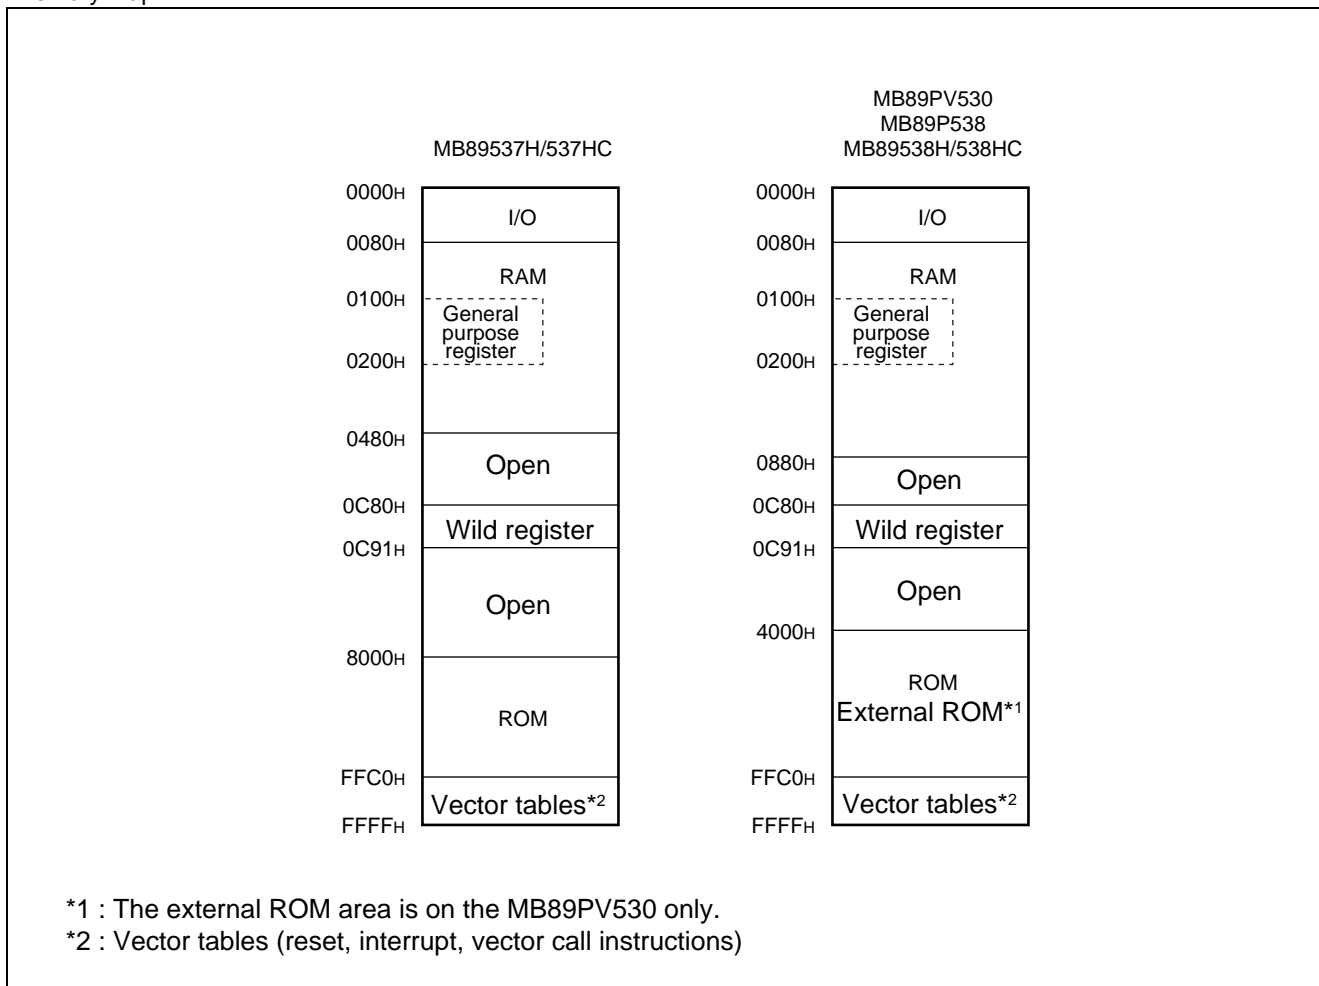 MB89537H/537HC
0000H
I/O
0080H
RAM
0100H
General
purpose
register
0200H
0480H
Open
0C80H
Wild register
0C91H
Open
8000H
ROM
FFC0H
Vector tables*2
FFFFH
MB89PV530
MB89P538
MB89538H/538HC
0000H
I/O
0080H
RAM
0100H
General
purpose
register
0200H
0880H
Open
0C80H
Wild register
0C91H
Open
4000H
ROM
External ROM*1
FFC0H
Vector tables*2
FFFFH
*1 : The external ROM area is on the MB89PV530 only.
*2 : Vector tables (reset, interrupt, vector call instructions)